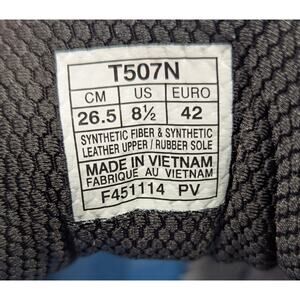 T507N
CM US EURO
26.5 8½ 42
SYNTHETIC FIBER & SYNTHETIC
LEATHER UPPER / RUBBER SOLE
MADE IN VIETNAM
FABRIQUE AU VIETNAM
F451114 PV